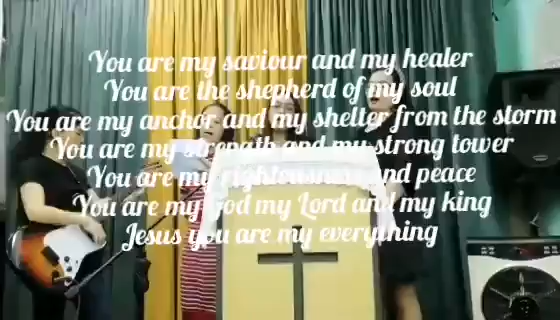 You are my saviour and my healer
You are the shepherd of my soul
You are my anchor and my shelter from the storm
You are my strength and my strong tower
You are my righteousness and peace
You are my God my Lord and my king
Jesus you are my everything